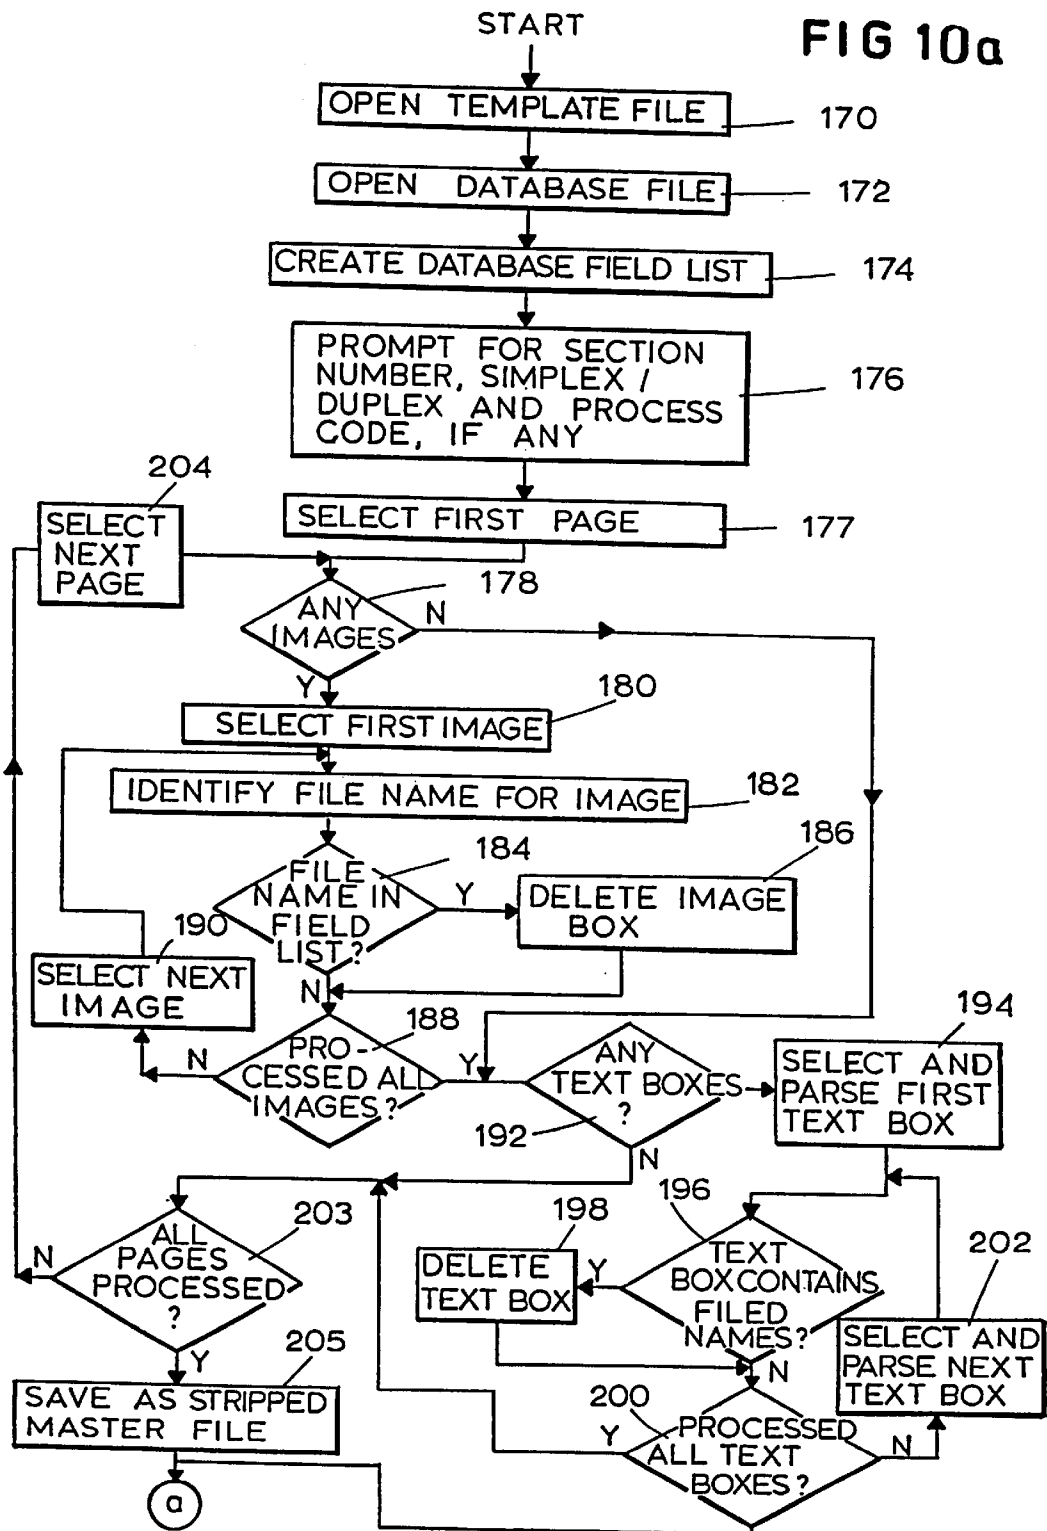 START
FIG 10a
OPEN TEMPLATE FILE
170
OPEN DATABASE FILE
172
CREATE DATABASE FIELD LIST
174
PROMPT FOR SECTION
NUMBER, SIMPLEX /
DUPLEX AND PROCESS
CODE, IF ANY
176
204
SELECT
NEXT
PAGE
SELECT FIRST PAGE
177
178
ANY
IMAGES
N
Y
180
SELECT FIRST IMAGE
IDENTIFY FILE NAME FOR IMAGE
182
184
FILE
NAME IN
FIELD
LIST?
Y
186
DELETE IMAGE
BOX
190
SELECT NEXT
IMAGE
N
188
PRO-
CESSED ALL
IMAGES?
N
Y
ANY
TEXT BOXES
?
192
N
194
SELECT AND
PARSE FIRST
TEXT BOX
203
ALL
PAGES
PROCESSED
?
N
Y
198
DELETE
TEXT BOX
Y
196
TEXT
BOX CONTAINS
FILED
NAMES?
N
202
SELECT AND
PARSE NEXT
TEXT BOX
205
SAVE AS STRIPPED
MASTER FILE
200
PROCESSED
ALL TEXT
BOXES?
Y
N
a